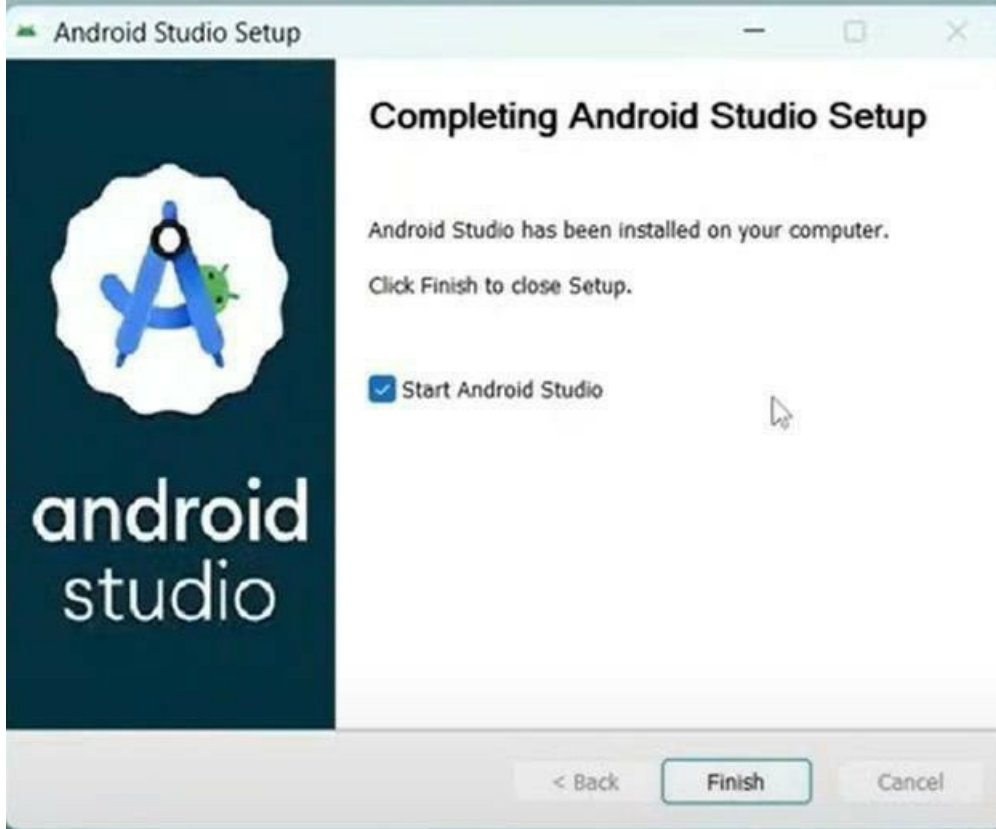 Android Studio Setup
Completing Android Studio Setup
Android Studio has been installed on your computer.
Click Finish to close Setup.
Start Android Studio
android
studio
< Back
Finish
Cancel